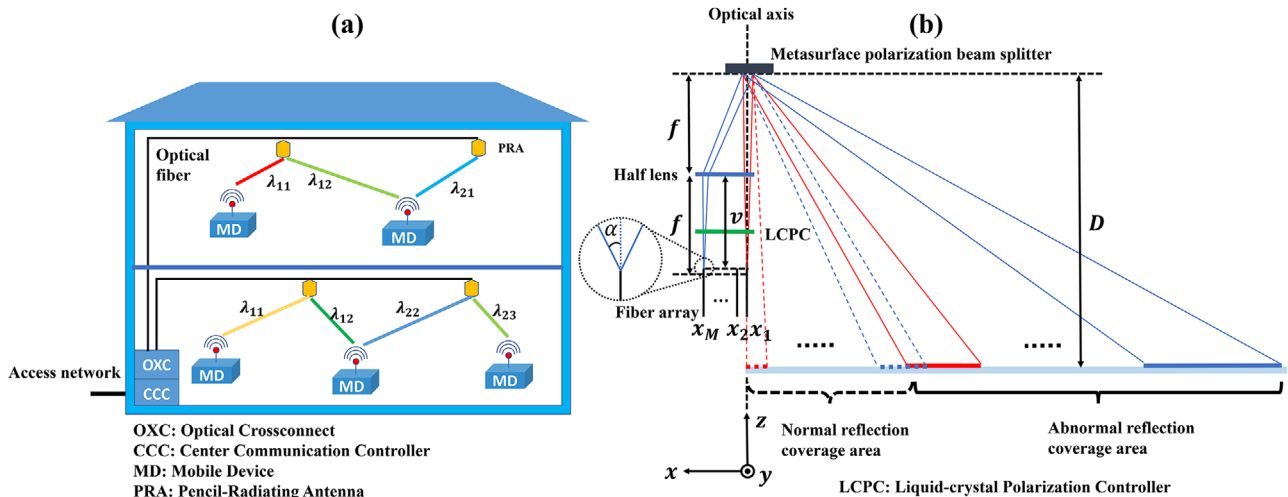 (a)
Optical fiber
PRA
λ₁₁
λ₁₂
λ₂₁
MD
MD
λ₁₁
λ₁₂
λ₂₂
λ₂₃
MD
MD
MD
OXC
CCC
Access network
OXC: Optical Crossconnect
CCC: Center Communication Controller
MD: Mobile Device
PRA: Pencil-Radiating Antenna
Optical axis
(b)
Metasurface polarization beam splitter
f
Half lens
f
v
LCPC
D
α
Fiber array
...
x_M
x₂
x₁
.....
.....
Normal reflection
coverage area
Abnormal reflection
coverage area
z
x
y
LCPC: Liquid-crystal Polarization Controller